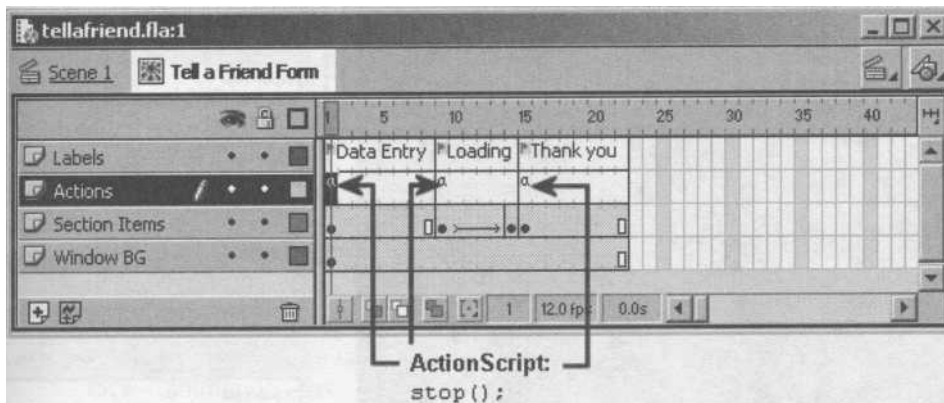 tellafriend.fla:1
Scene 1 Tell a Friend Form
1 5 10 15 20 25 30 35 40
Labels Data Entry Loading Thank you
Actions a a a
Section Items
Window BG
1 12.0 fps 0.0s
ActionScript:
stop();